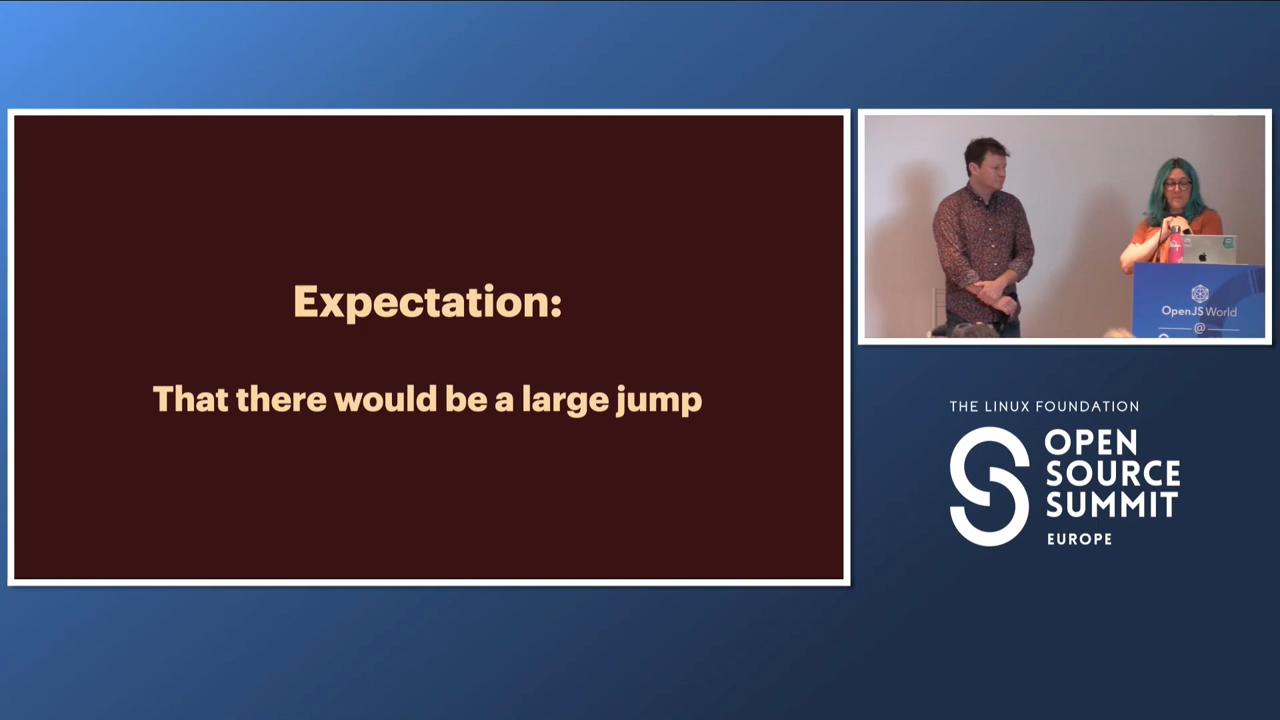 Expectation:
That there would be a large jump
OpenJS World
@
THE LINUX FOUNDATION
OPEN
SOURCE
SUMMIT
EUROPE